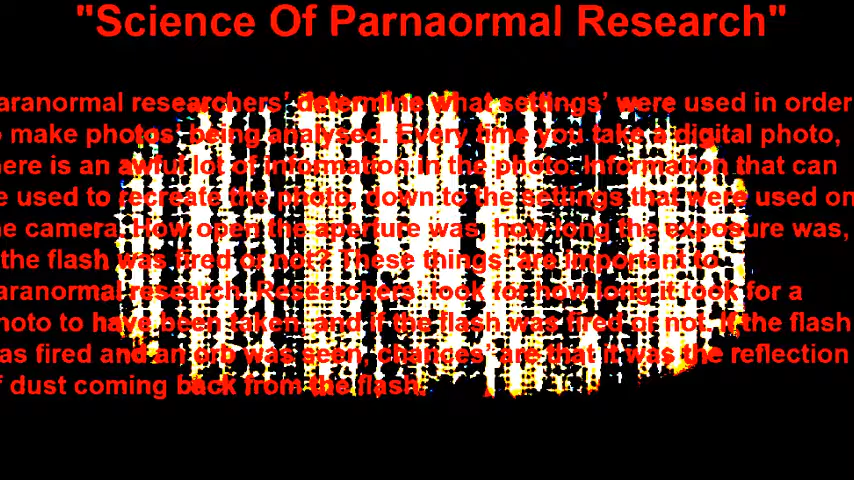 "Science Of Parnaormal Research"
aranormal researchers' determine what settings' were used in order
o make photos' being analysed. Every time you take a digital photo,
here is an awful lot of information in the photo. Information that can
e used to recreate the photo, down to the settings that were used on
he camera. How open the aperture was, how long the exposure was,
the flash was fired or not? These things' are important to
aranormal research. Researchers' look for how long it took for a
hoto to have been taken, and if the flash was fired or not. If the flash
as fired and an orb was seen, chances' are that it was the reflection
f dust coming back from the flash.